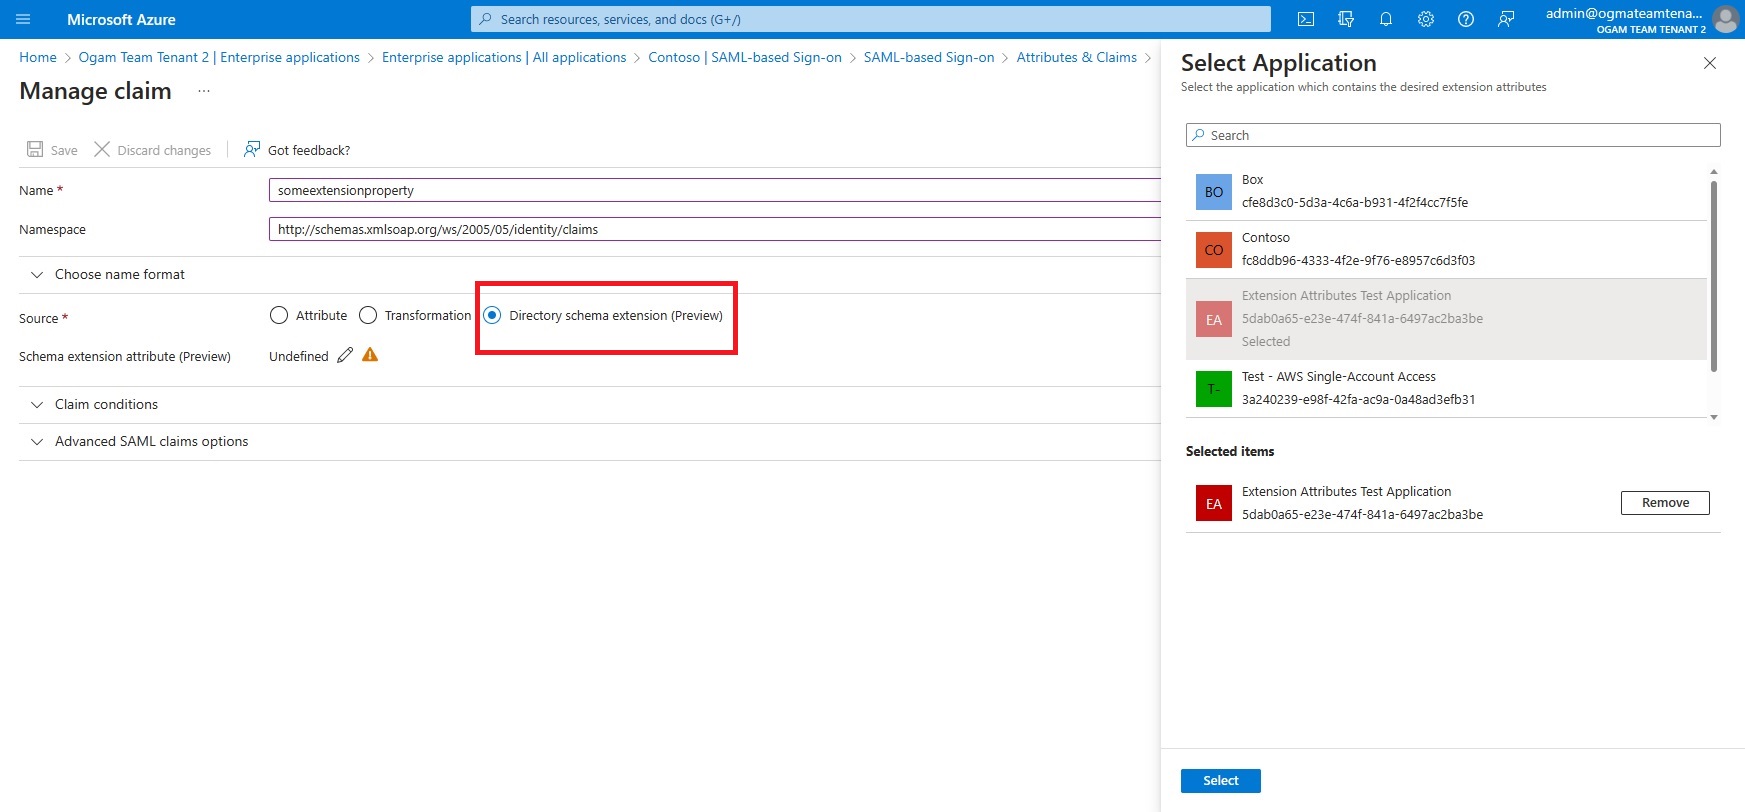 Microsoft Azure
Search resources, services, and docs (G+/)
admin@ogmateamtena...
OGAM TEAM TENANT 2
Home > Ogam Team Tenant 2 | Enterprise applications > Enterprise applications | All applications > Contoso | SAML-based Sign-on > SAML-based Sign-on > Attributes & Claims >
Manage claim ...
Save Discard changes Got feedback?
Name *
someextensionproperty
Namespace
http://schemas.xmlsoap.org/ws/2005/05/identity/claims
Choose name format
Source *
Attribute Transformation Directory schema extension (Preview)
Schema extension attribute (Preview)
Undefined
Claim conditions
Advanced SAML claims options
Select Application
Select the application which contains the desired extension attributes
Search
BO
Box
cfe8d3c0-5d3a-4c6a-b931-4f2f4cc7f5fe
CO
Contoso
fc8ddb96-4333-4f2e-9f76-e8957c6d3f03
EA
Extension Attributes Test Application
5dab0a65-e23e-474f-841a-6497ac2ba3be
Selected
T-
Test - AWS Single-Account Access
3a240239-e98f-42fa-ac9a-0a48ad3efb31
Selected items
EA
Extension Attributes Test Application
5dab0a65-e23e-474f-841a-6497ac2ba3be
Remove
Select